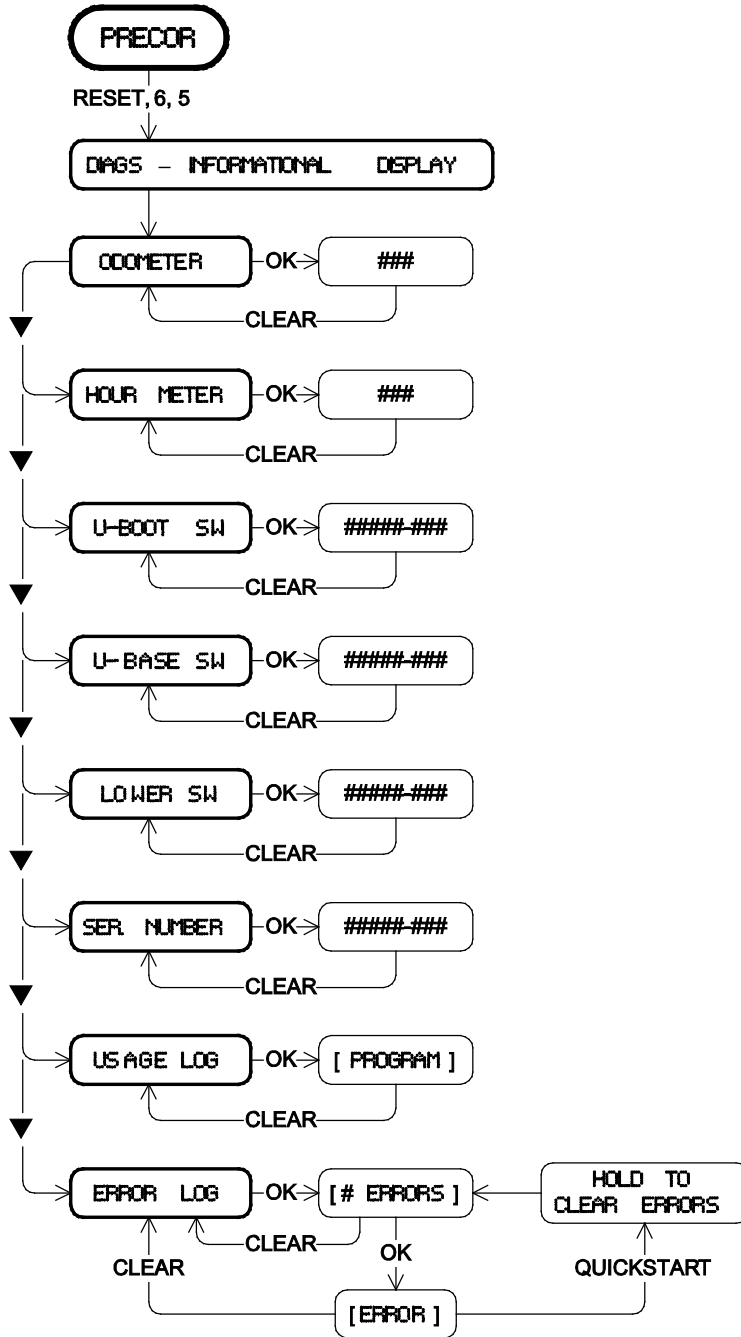 PRECOR
RESET, 6, 5
DIAGS - INFORMATIONAL DISPLAY
ODOMETER
OK
###
CLEAR
HOUR METER
OK
###
CLEAR
U-BOOT SW
OK
#####-###
CLEAR
U-BASE SW
OK
#####-###
CLEAR
LOWER SW
OK
#####-###
CLEAR
SER. NUMBER
OK
#####-###
CLEAR
USAGE LOG
OK
[ PROGRAM ]
CLEAR
ERROR LOG
OK
[ # ERRORS ]
HOLD TO
CLEAR ERRORS
CLEAR
OK
CLEAR
QUICKSTART
[ ERROR ]